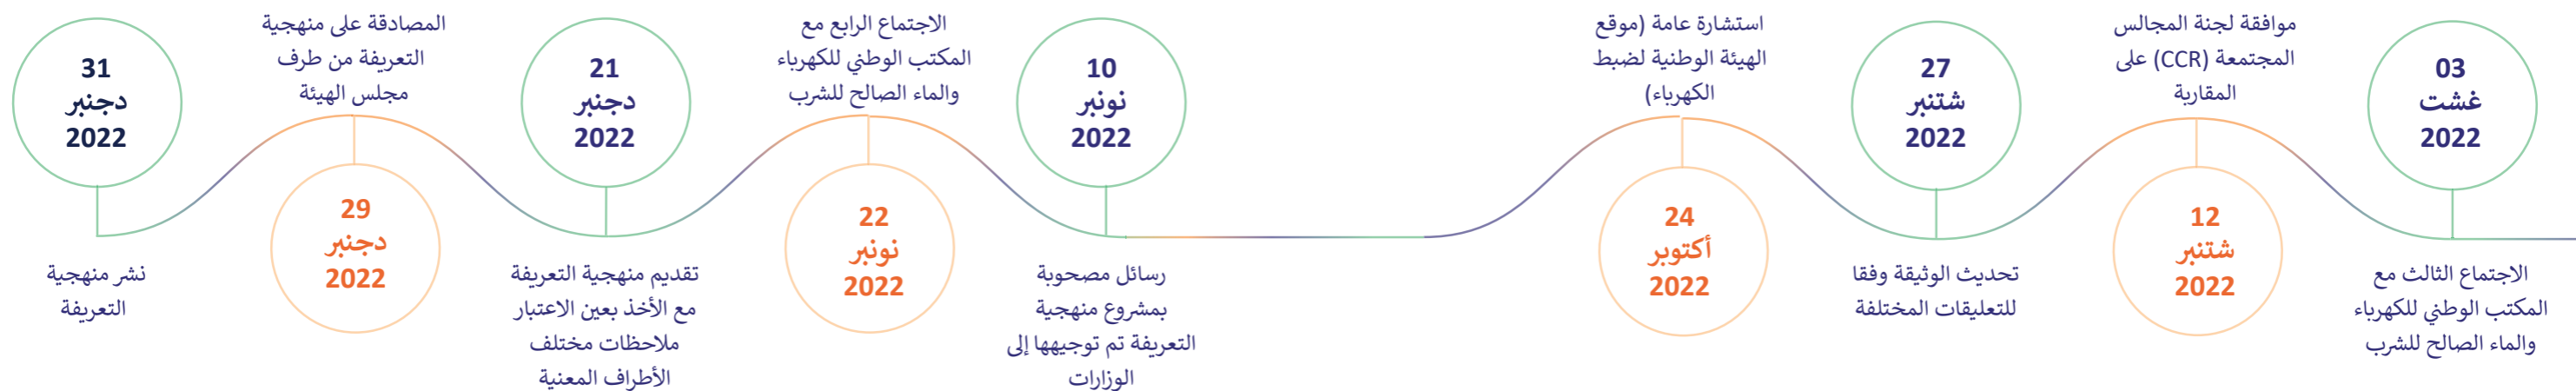 03
غشت
2022
الاجتماع الثالث مع
المكتب الوطني للكهرباء
والماء الصالح للشرب
موافقة لجنة المجالس
المجتمعة (CCR) على
المقاربة
12
شتنبر
2022
27
شتنبر
2022
تحديث الوثيقة وفقا
للتعليقات المختلفة
استشارة عامة (موقع
الهيئة الوطنية لضبط
الكهرباء)
24
أكتوبر
2022
10
نونبر
2022
رسائل مصحوبة
بمشروع منهجية
التعريفة تم توجيهها إلى
الوزارات
الاجتماع الرابع مع
المكتب الوطني للكهرباء
والماء الصالح للشرب
22
نونبر
2022
21
دجنبر
2022
تقديم منهجية التعريفة
مع الأخذ بعين الاعتبار
ملاحظات مختلف
الأطراف المعنية
المصادقة على منهجية
التعريفة من طرف
مجلس الهيئة
29
دجنبر
2022
31
دجنبر
2022
نشر منهجية
التعريفة